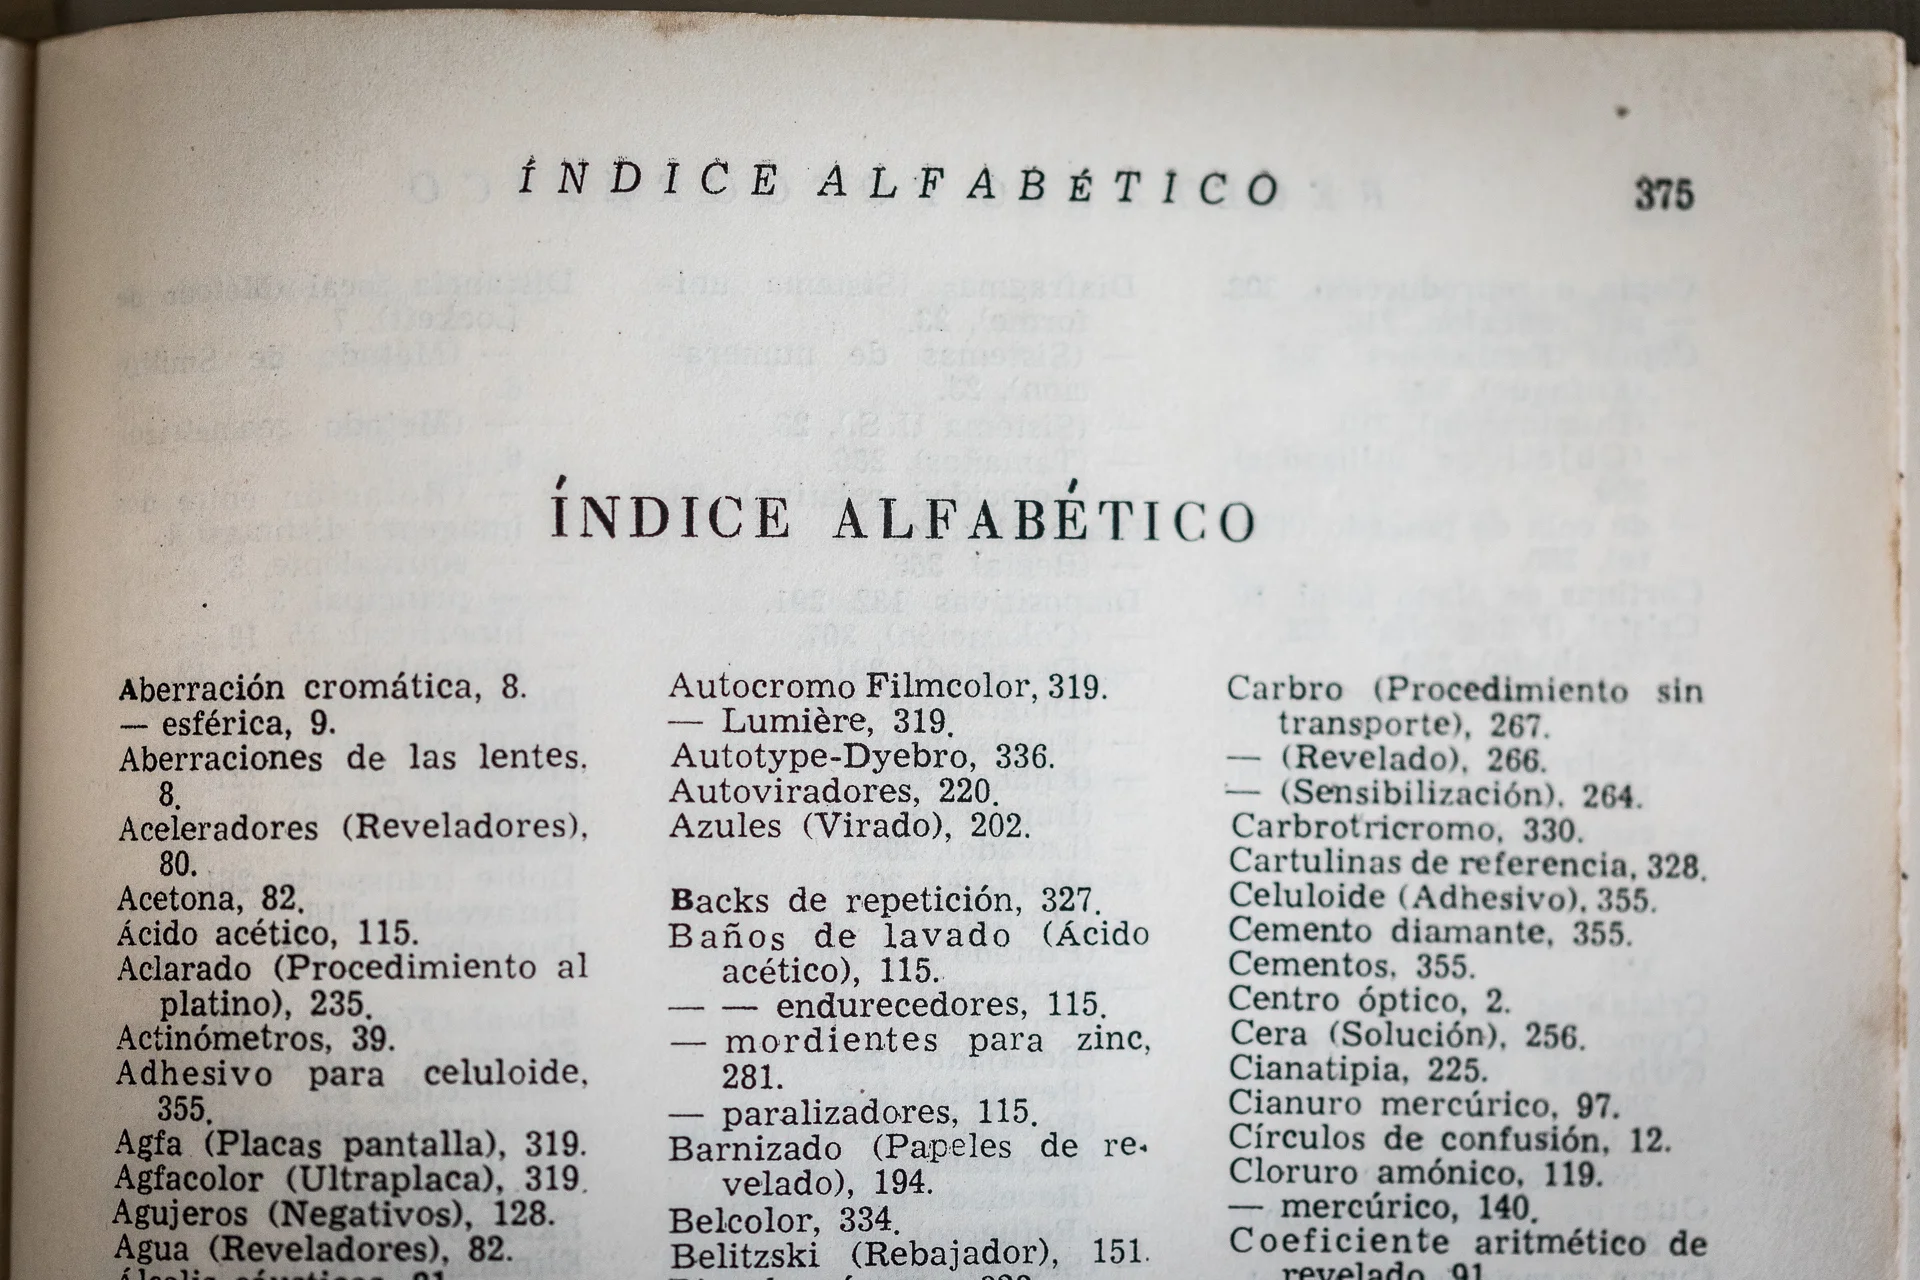 ÍNDICE ALFABÉTICO 375
ÍNDICE ALFABÉTICO
Aberración cromática, 8.
— esférica, 9.
Aberraciones de las lentes,
8.
Aceleradores (Reveladores),
80.
Acetona, 82.
Ácido acético, 115.
Aclarado (Procedimiento al
platino), 235.
Actinómetros, 39.
Adhesivo para celuloide,
355.
Agfa (Placas pantalla), 319.
Agfacolor (Ultraplaca), 319.
Agujeros (Negativos), 128.
Agua (Reveladores), 82.
Autocromo Filmcolor, 319.
— Lumière, 319.
Autotype-Dyebro, 336.
Autoviradores, 220.
Azules (Virado), 202.
Backs de repetición, 327.
Baños de lavado (Ácido
acético), 115.
— — endurecedores, 115.
— mordientes para zinc,
281.
— paralizadores, 115.
Barnizado (Papeles de re-
velado), 194.
Belcolor, 334.
Belitzski (Rebajador), 151.
Carbro (Procedimiento sin
transporte), 267.
— (Revelado), 266.
— (Sensibilización), 264.
Carbrotricromo, 330.
Cartulinas de referencia, 328.
Celuloide (Adhesivo), 355.
Cemento diamante, 355.
Cementos, 355.
Centro óptico, 2.
Cera (Solución), 256.
Cianatipia, 225.
Cianuro mercúrico, 97.
Círculos de confusión, 12.
Cloruro amónico, 119.
— mercúrico, 140.
Coeficiente aritmético de
revelado, 91.